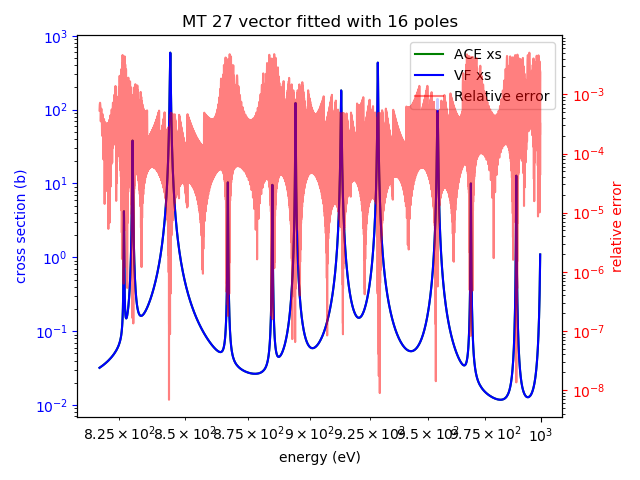 MT 27 vector fitted with 16 poles
ACE xs
VF xs
Relative error
cross section (b)
10³
10²
10¹
10⁰
10⁻¹
10⁻²
10⁻³
10⁻⁴
10⁻⁵
10⁻⁶
10⁻⁷
10⁻⁸
relative error
8.25 × 10² 8.5 × 10² 8.75 × 10² 9 × 10² 9.25 × 10² 9.5 × 10² 9.75 × 10² 10³
energy (eV)